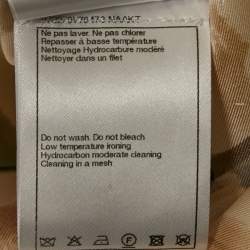 Ne pas laver. Ne pas chlorer
Repasser à basse température
Nettoyage Hydrocarbure modéré
Nettoyer dans un filet
Do not wash. Do not bleach
Low temperature ironing
Hydrocarbon moderate cleaning
Cleaning in a mesh